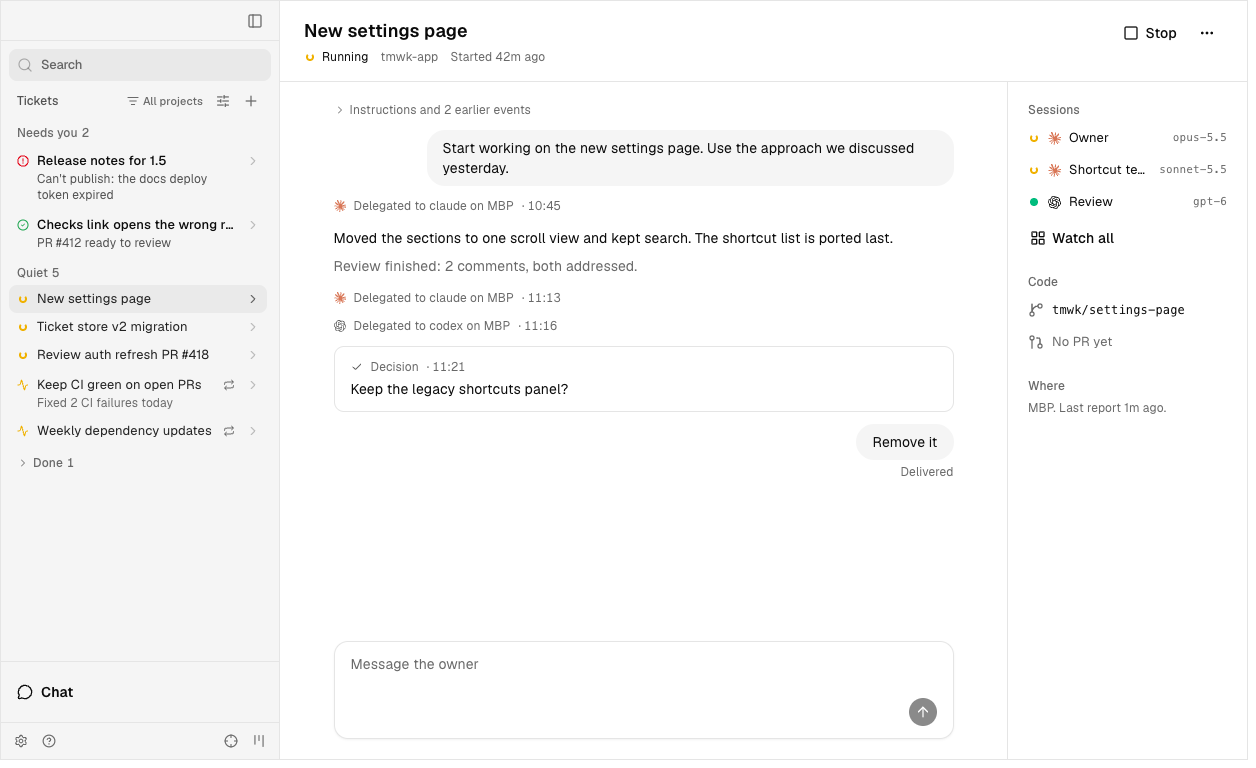 Search
Tickets
All projects
Needs you 2
Release notes for 1.5
Can't publish: the docs deploy
token expired
Checks link opens the wrong r...
PR #412 ready to review
Quiet 5
New settings page
Ticket store v2 migration
Review auth refresh PR #418
Keep CI green on open PRs
Fixed 2 CI failures today
Weekly dependency updates
Done 1
Chat
New settings page
Running tmwk-app Started 42m ago
Stop
Instructions and 2 earlier events
Start working on the new settings page. Use the approach we discussed
yesterday.
Delegated to claude on MBP · 10:45
Moved the sections to one scroll view and kept search. The shortcut list is ported last.
Review finished: 2 comments, both addressed.
Delegated to claude on MBP · 11:13
Delegated to codex on MBP · 11:16
Decision · 11:21
Keep the legacy shortcuts panel?
Remove it
Delivered
Message the owner
Sessions
Owner opus-5.5
Shortcut te... sonnet-5.5
Review gpt-6
Watch all
Code
tmwk/settings-page
No PR yet
Where
MBP. Last report 1m ago.